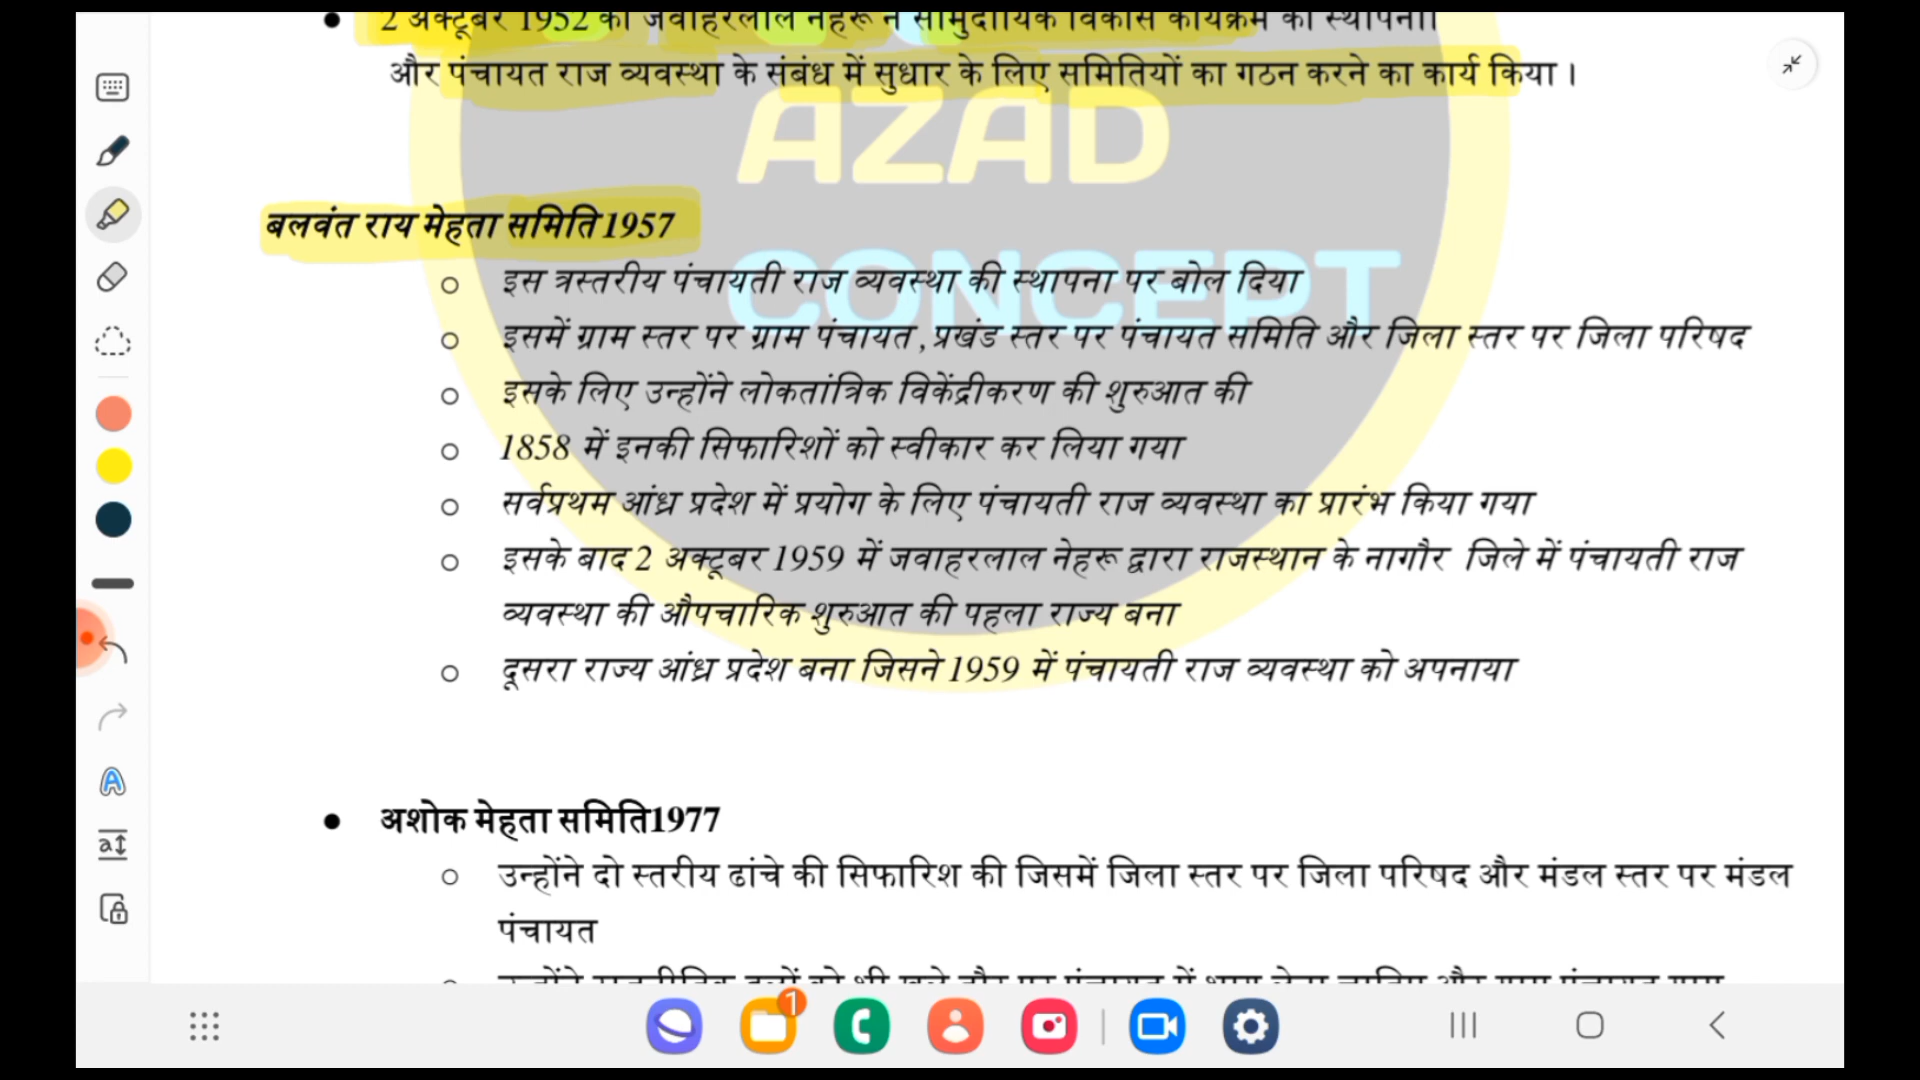 2 अक्टूबर 1952 को जवाहरलाल नेहरू ने सामुदायिक विकास कार्यक्रम की स्थापना
और पंचायत राज व्यवस्था के संबंध में सुधार के लिए समितियों का गठन करने का कार्य किया।
AZAD
CONCEPT
बलवंत राय मेहता समिति1957
इस त्रस्तरीय पंचायती राज व्यवस्था की स्थापना पर बोल दिया
इसमें ग्राम स्तर पर ग्राम पंचायत ,प्रखंड स्तर पर पंचायत समिति और जिला स्तर पर जिला परिषद
इसके लिए उन्होंने लोकतांत्रिक विकेंद्रीकरण की शुरुआत की
1858 में इनकी सिफारिशों को स्वीकार कर लिया गया
सर्वप्रथम आंध्र प्रदेश में प्रयोग के लिए पंचायती राज व्यवस्था का प्रारंभ किया गया
इसके बाद 2 अक्टूबर 1959 में जवाहरलाल नेहरू द्वारा राजस्थान के नागौर जिले में पंचायती राज
व्यवस्था की औपचारिक शुरुआत की पहला राज्य बना
दूसरा राज्य आंध्र प्रदेश बना जिसने 1959 में पंचायती राज व्यवस्था को अपनाया
अशोक मेहता समिति1977
उन्होंने दो स्तरीय ढांचे की सिफारिश की जिसमें जिला स्तर पर जिला परिषद और मंडल स्तर पर मंडल
पंचायत
1